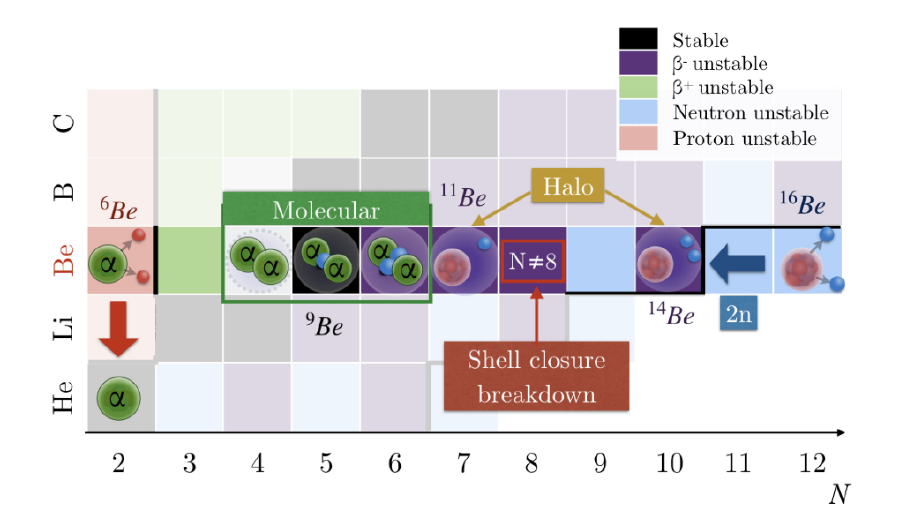 Stable
β- unstable
β+ unstable
Neutron unstable
Proton unstable
C
B
Be
Li
He
6Be
Molecular
11Be
Halo
16Be
α
α
α
α
α
α
α
N≠8
9Be
14Be
2n
Shell closure
breakdown
α
2 3 4 5 6 7 8 9 10 11 12
N